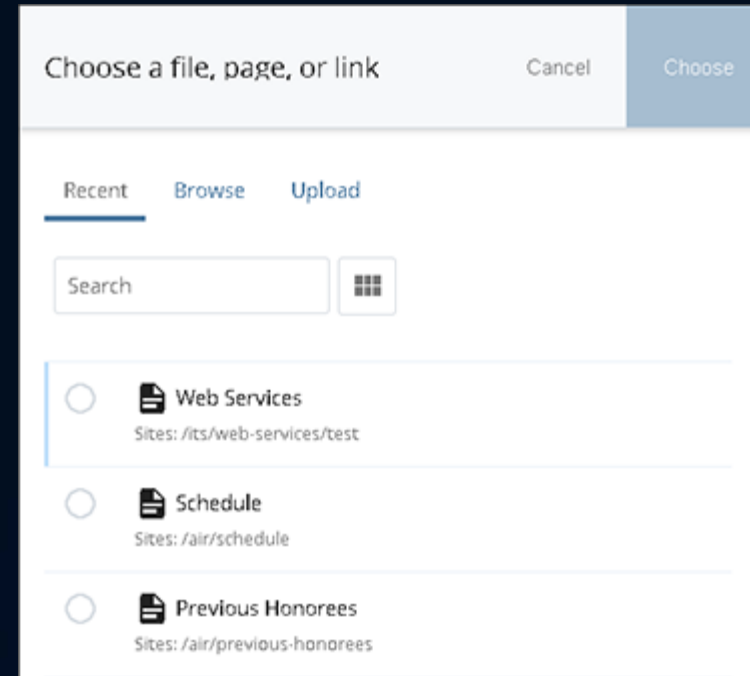 Choose a file, page, or link
Cancel
Choose
Recent
Browse
Upload
Search
Web Services
Sites: /its/web-services/test
Schedule
Sites: /air/schedule
Previous Honorees
Sites: /air/previous-honorees